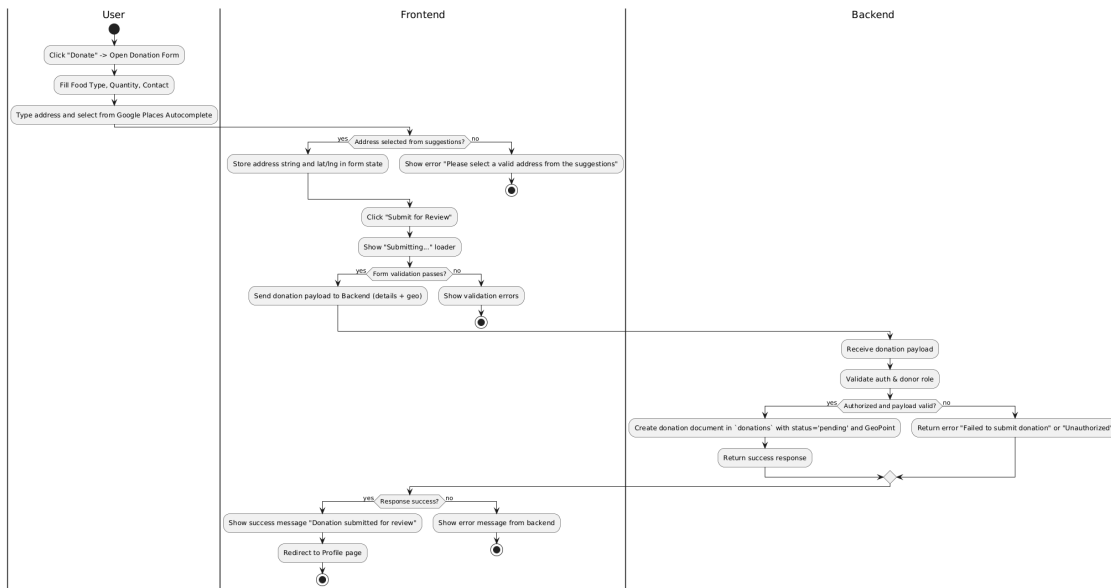 User
Frontend
Backend
Click "Donate" -> Open Donation Form
Fill Food Type, Quantity, Contact
Type address and select from Google Places Autocomplete
yes
Address selected from suggestions?
no
Store address string and lat/lng in form state
Show error "Please select a valid address from the suggestions"
Click "Submit for Review"
Show "Submitting..." loader
yes
Form validation passes?
no
Send donation payload to Backend (details + geo)
Show validation errors
Receive donation payload
Validate auth & donor role
yes
Authorized and payload valid?
no
Create donation document in `donations` with status='pending' and GeoPoint
Return error "Failed to submit donation" or "Unauthorized"
Return success response
yes
Response success?
no
Show success message "Donation submitted for review"
Show error message from backend
Redirect to Profile page